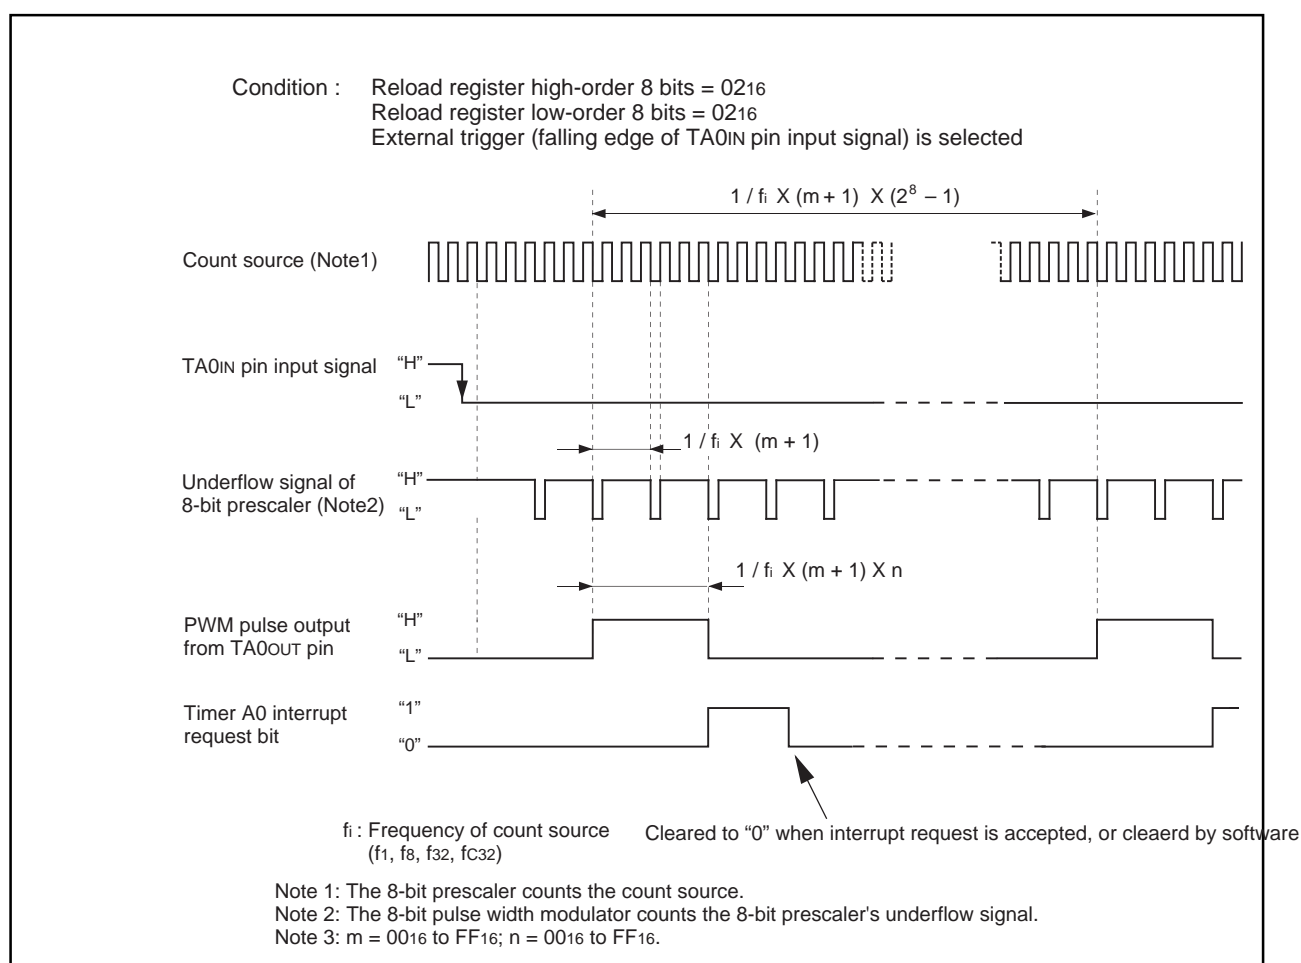 Condition : Reload register high-order 8 bits = 0216
Reload register low-order 8 bits = 0216
External trigger (falling edge of TA0IN pin input signal) is selected
1 / fi X (m + 1) X (2^8 – 1)
Count source (Note1)
TA0IN pin input signal
“H”
“L”
1 / fi X (m + 1)
Underflow signal of
8-bit prescaler (Note2)
“H”
“L”
1 / fi X (m + 1) X n
PWM pulse output
from TA0OUT pin
“H”
“L”
Timer A0 interrupt
request bit
“1”
“0”
fi : Frequency of count source
(f1, f8, f32, fC32)
Cleared to “0” when interrupt request is accepted, or cleaerd by software
Note 1: The 8-bit prescaler counts the count source.
Note 2: The 8-bit pulse width modulator counts the 8-bit prescaler's underflow signal.
Note 3: m = 0016 to FF16; n = 0016 to FF16.